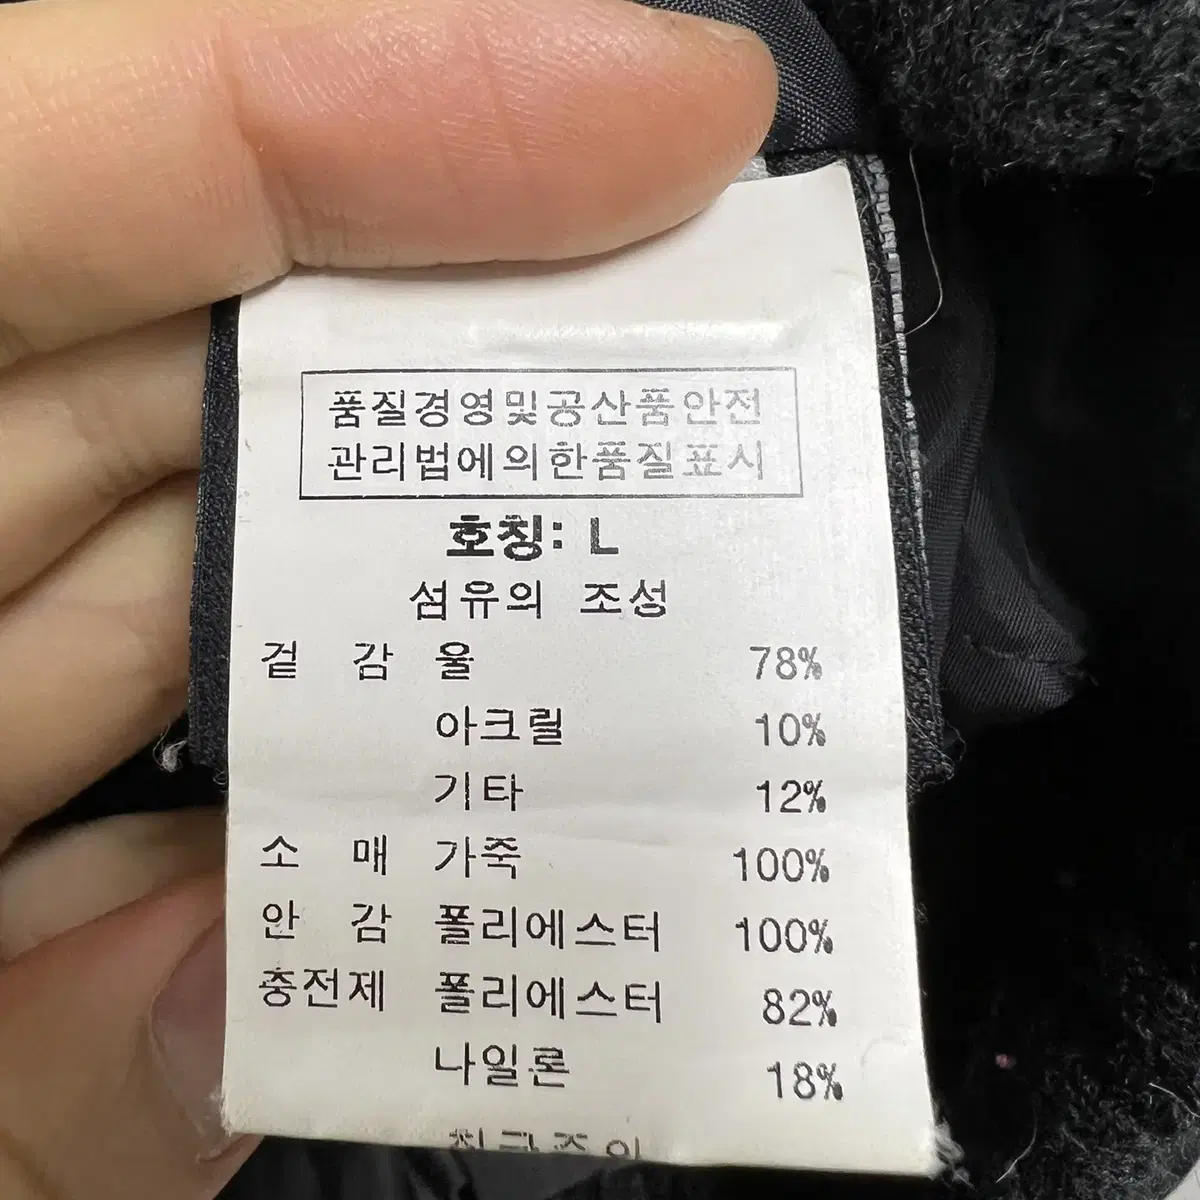 품질경영및공산품안전
관리법에의한품질표시
호칭: L
섬유의 조성
겉 감 울 78%
아크릴 10%
기타 12%
소 매 가죽 100%
안 감 폴리에스터 100%
충전제 폴리에스터 82%
나일론 18%